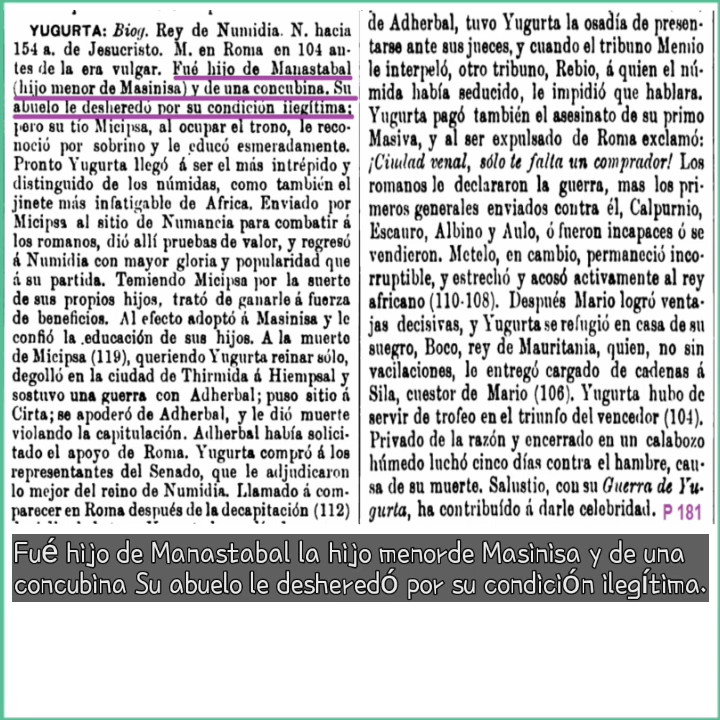 YUGURTA: Biog. Rey de Numidia. N. hacia
154 a. de Jesucristo. M. en Roma en 104 an-
tes de la era vulgar. Fué hijo de Manastabal
(hijo menor de Masinisa) y de una concubina. Su
abuelo le desheredó por su condición ilegítima;
pero su tío Micipsa, al ocupar el trono, le reco-
noció por sobrino y le educó esmeradamente.
Pronto Yugurta llegó á ser el más intrépido y
distinguido de los númidas, como también el
jinete más infatigable de Africa. Enviado por
Micipsa al sitio de Numancia para combatir á
los romanos, dió allí pruebas de valor, y regresó
á Numidia con mayor gloria y popularidad que
á su partida. Temiendo Micipsa por la suerte
de sus propios hijos, trató de ganarle á fuerza
de beneficios. Al efecto adoptó á Masinisa y le
confió la educación de sus hijos. A la muerte
de Micipsa (119), queriendo Yugurta reinar sólo,
degolló en la ciudad de Thirmida á Hiempsal y
sostuvo una guerra con Adherbal; puso sitio á
Cirta; se apoderó de Adherbal, y le dió muerte
violando la capitulación. Adherbal había solici-
tado el apoyo de Roma. Yugurta compró á los
representantes del Senado, que le adjudicaron
lo mejor del reino de Numidia. Llamado á com-
parecer en Roma después de la decapitación (112)
de Adherbal, tuvo Yugurta la osadía de presen-
tarse ante sus jueces, y cuando el tribuno Memio
le interpeló, otro tribuno, Rebio, á quien el nú-
mida había seducido, le impidió que hablara.
Yugurta pagó también el asesinato de su primo
Masiva, y al ser expulsado de Roma exclamó:
¡Ciudad venal, sólo te falta un comprador! Los
romanos le declararon la guerra, mas los pri-
meros generales enviados contra él, Calpurnio,
Escauro, Albino y Aulo, ó fueron incapaces ó se
vendieron. Metelo, en cambio, permaneció inco-
rruptible, y estrechó y acosó activamente al rey
africano (110-108). Después Mario logró venta-
jas decisivas, y Yugurta se refugió en casa de su
suegro, Boco, rey de Mauritania, quien, no sin
vacilaciones, le entregó cargado de cadenas á
Sila, cuestor de Mario (106). Yugurta hubo de
servir de trofeo en el triunfo del vencedor (104).
Privado de la razón y encerrado en un calabozo
húmedo luchó cinco días contra el hambre, cau-
sa de su muerte. Salustio, con su Guerra de Yu-
gurta, ha contribuído á darle celebridad. P 181
Fué hijo de Manastabal la hijo menorde Masinisa y de una
concubina Su abuelo le desheredó por su condición ilegítima.